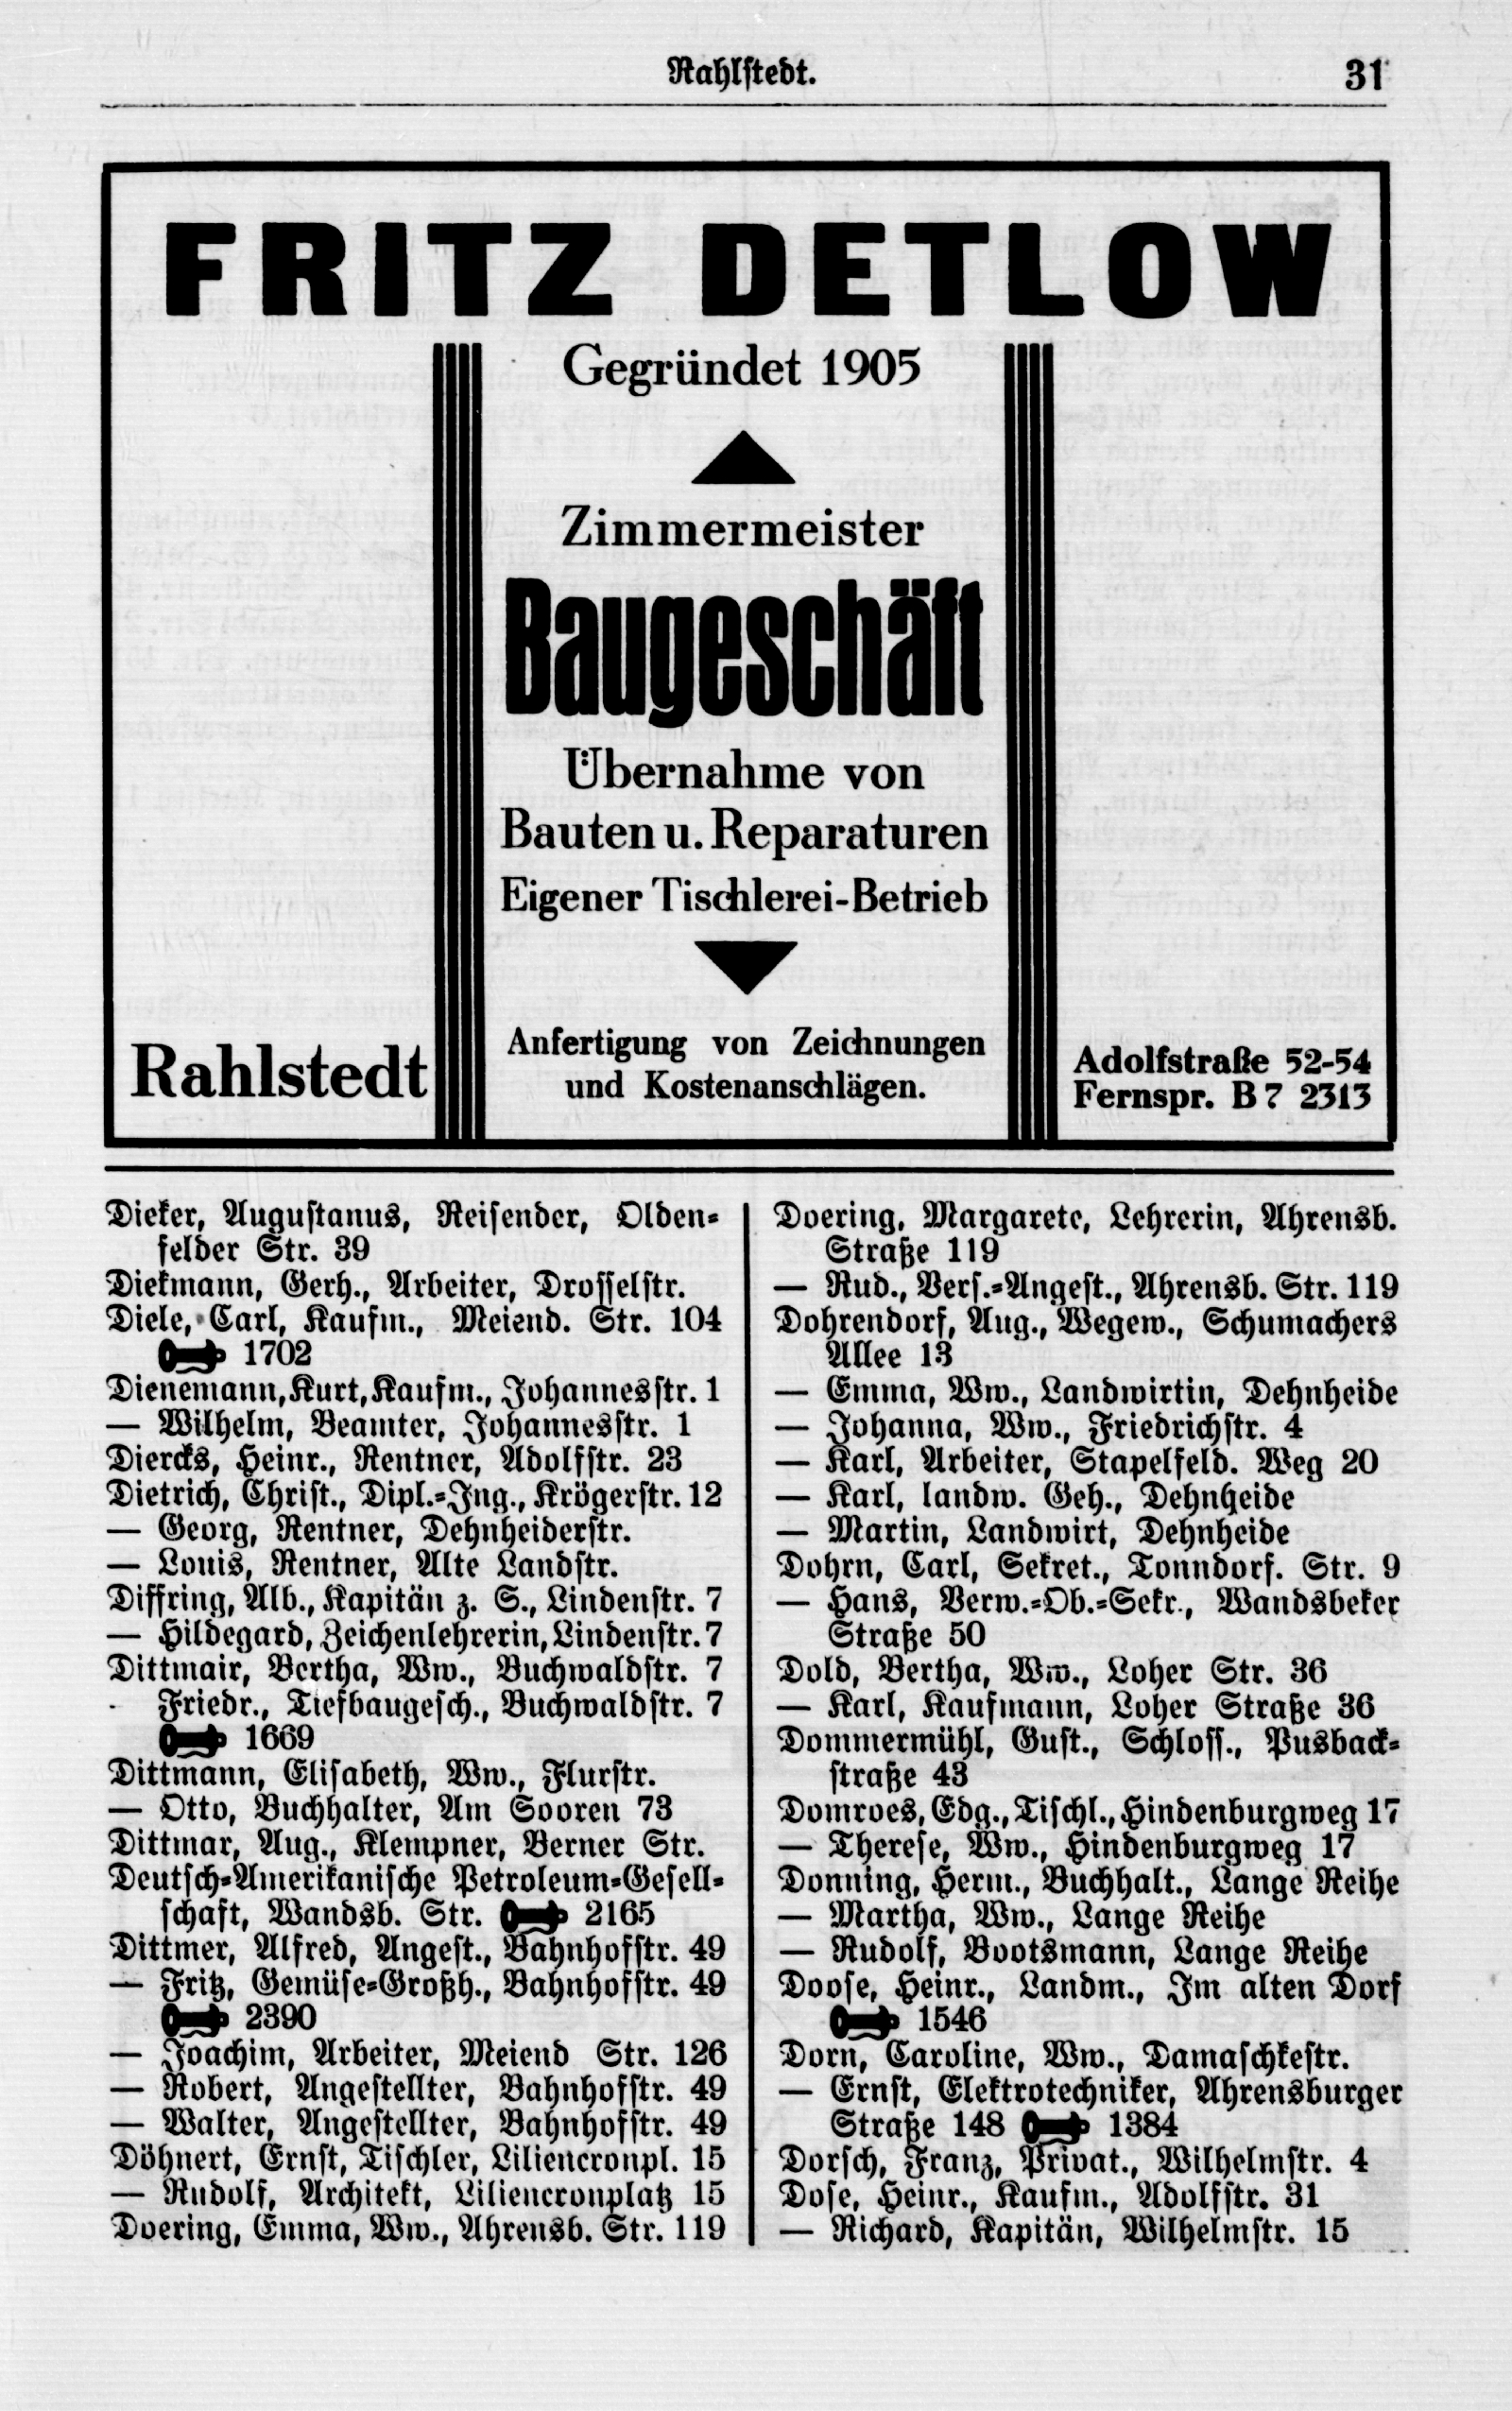 Rahlstedt.
31
FRITZ DETLOW
Gegründet 1905
Zimmermeister
Baugeschäft
Übernahme von
Bauten u. Reparaturen
Eigener Tischlerei-Betrieb
Anfertigung von Zeichnungen
und Kostenanschlägen.
Rahlstedt
Adolfstraße 52-54
Fernspr. B 7 2313
Dieker, Augustanus, Reisender, Olden-
felder Str. 39
Diekmann, Gerh., Arbeiter, Drosselstr.
Diele, Carl, Kaufm., Meiend. Str. 104
1702
Dienemann, Kurt, Kaufm., Johannesstr. 1
— Wilhelm, Beamter, Johannesstr. 1
Diercks, Heinr., Rentner, Adolfstr. 23
Dietrich, Christ., Dipl.-Ing., Krögerstr. 12
— Georg, Rentner, Dehnheiderstr.
— Louis, Rentner, Alte Landstr.
Diffring, Alb., Kapitän z. S., Lindenstr. 7
— Hildegard, Zeichenlehrerin, Lindenstr. 7
Dittmair, Bertha, Ww., Buchwaldstr. 7
Friedr., Tiefbaugesch., Buchwaldstr. 7
1669
Dittmann, Elisabeth, Ww., Flurstr.
— Otto, Buchhalter, Am Sooren 73
Dittmar, Aug., Klempner, Berner Str.
Deutsch-Amerikanische Petroleum-Gesell-
schaft, Wandsb. Str. 2165
Dittmer, Alfred, Angest., Bahnhofstr. 49
— Fritz, Gemüse-Großh., Bahnhofstr. 49
2390
— Joachim, Arbeiter, Meiend Str. 126
— Robert, Angestellter, Bahnhofstr. 49
— Walter, Angestellter, Bahnhofstr. 49
Döhnert, Ernst, Tischler, Liliencronpl. 15
— Rudolf, Architekt, Liliencronplatz 15
Doering, Emma, Ww., Ahrensb. Str. 119
Doering, Margarete, Lehrerin, Ahrensb.
Straße 119
— Rud., Vers.-Angest., Ahrensb. Str. 119
Dohrendorf, Aug., Wegew., Schumachers
Allee 13
— Emma, Ww., Landwirtin, Dehnheide
— Johanna, Ww., Friedrichstr. 4
— Karl, Arbeiter, Stapelfeld. Weg 20
— Karl, landw. Geh., Dehnheide
— Martin, Landwirt, Dehnheide
Dohrn, Carl, Sekret., Tonndorf. Str. 9
— Hans, Verw.-Ob.-Sekr., Wandsbeker
Straße 50
Dold, Bertha, Ww., Loher Str. 36
— Karl, Kaufmann, Loher Straße 36
Dommermühl, Gust., Schloss., Pusback-
straße 43
Domroes, Edg., Tischl., Hindenburgweg 17
— Therese, Ww., Hindenburgweg 17
Donning, Herm., Buchhalt., Lange Reihe
— Martha, Ww., Lange Reihe
— Rudolf, Bootsmann, Lange Reihe
Doose, Heinr., Landm., Im alten Dorf
1546
Dorn, Caroline, Ww., Damaschkestr.
— Ernst, Elektrotechniker, Ahrensburger
Straße 148 1384
Dorsch, Franz, Privat., Wilhelmstr. 4
Dose, Heinr., Kaufm., Adolfstr. 31
— Richard, Kapitän, Wilhelmstr. 15